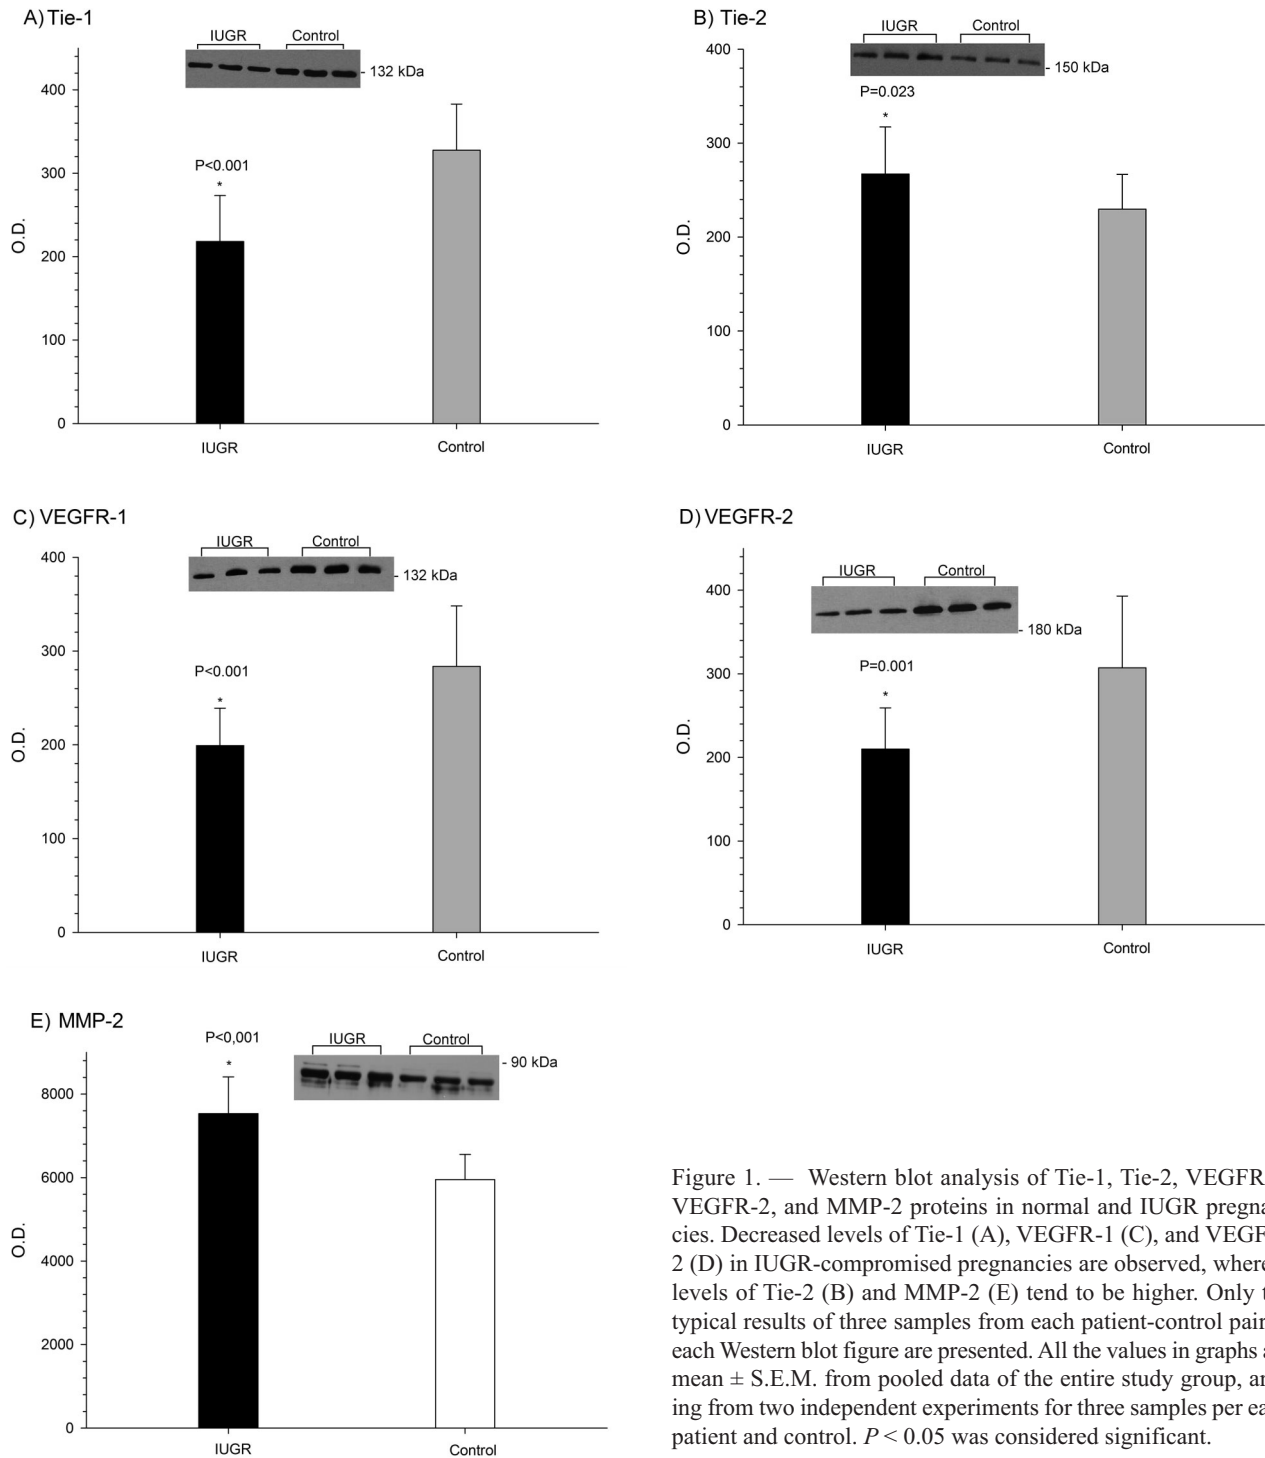 A) Tie-1
IUGR Control
- 132 kDa
P<0.001
*
O.D.
400
300
200
100
0
IUGR Control
B) Tie-2
IUGR Control
- 150 kDa
P=0.023
*
O.D.
400
300
200
100
0
IUGR Control
C) VEGFR-1
IUGR Control
- 132 kDa
P<0.001
*
O.D.
400
300
200
100
0
IUGR Control
D) VEGFR-2
IUGR Control
- 180 kDa
P=0.001
*
O.D.
400
300
200
100
0
IUGR Control
E) MMP-2
P<0,001
*
IUGR Control
- 90 kDa
O.D.
8000
6000
4000
2000
0
IUGR Control
Figure 1. — Western blot analysis of Tie-1, Tie-2, VEGFR
VEGFR-2, and MMP-2 proteins in normal and IUGR pregna
cies. Decreased levels of Tie-1 (A), VEGFR-1 (C), and VEGF
2 (D) in IUGR-compromised pregnancies are observed, where
levels of Tie-2 (B) and MMP-2 (E) tend to be higher. Only t
typical results of three samples from each patient-control pair
each Western blot figure are presented. All the values in graphs a
mean ± S.E.M. from pooled data of the entire study group, ar
ing from two independent experiments for three samples per ea
patient and control. P < 0.05 was considered significant.